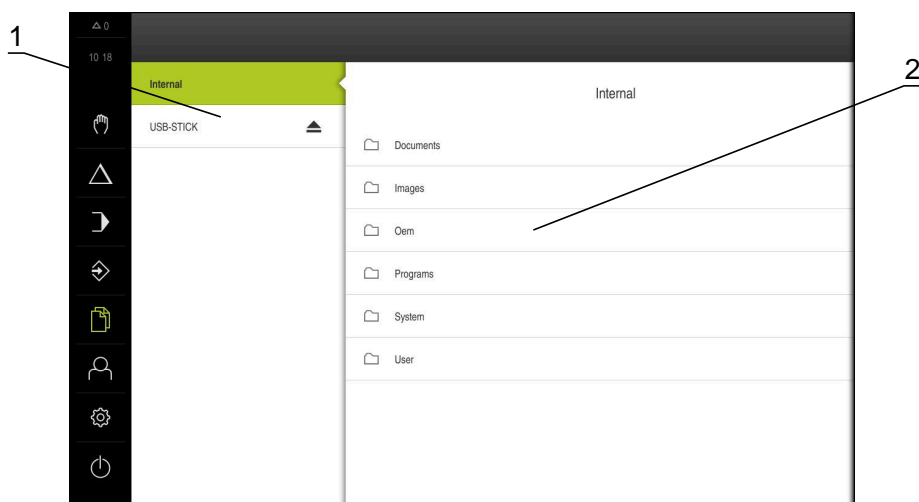 1
0
10 18
2
Internal
USB-STICK
Internal
Documents
Images
Oem
Programs
System
User